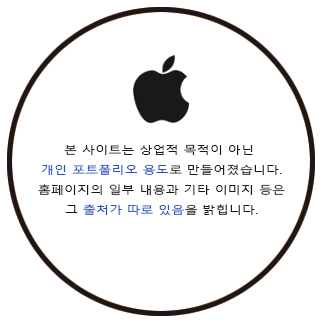 본 사이트는 상업적 목적이 아닌
개인 포트폴리오 용도로 만들어졌습니다.
홈페이지의 일부 내용과 기타 이미지 등은
그 출처가 따로 있음을 밝힙니다.